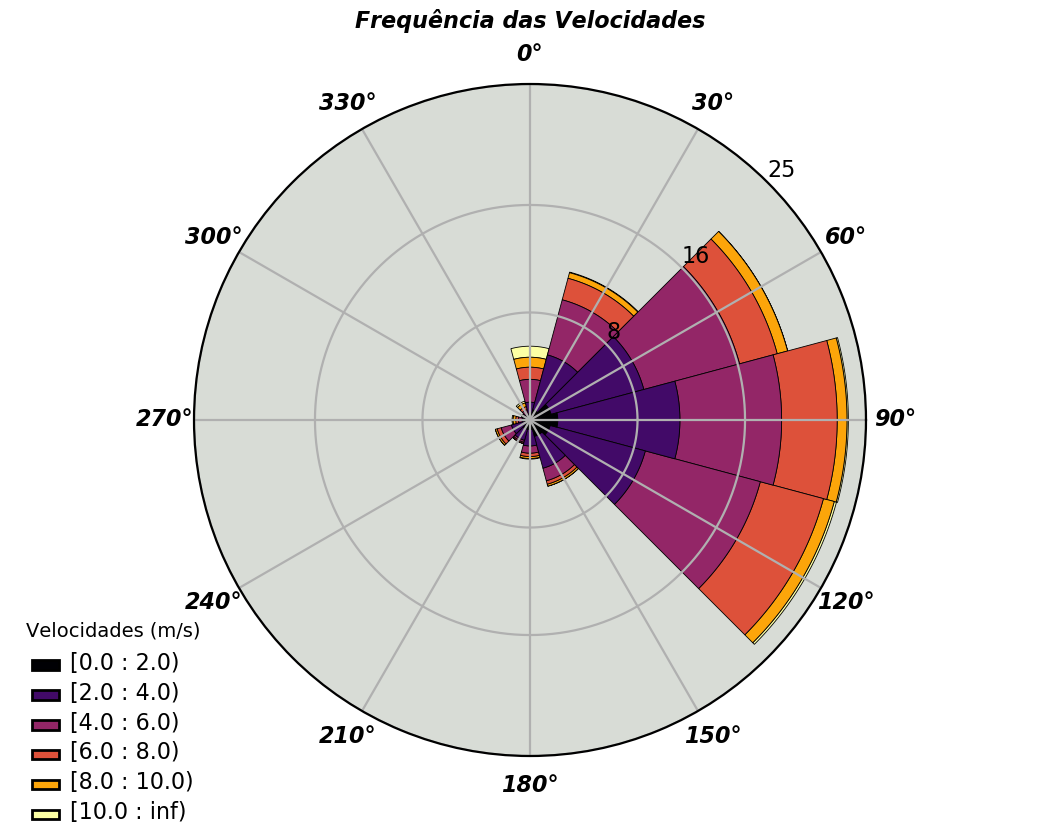 Frequência das Velocidades
0°
330°
30°
25
300°
60°
16
8
270°
90°
240°
120°
210°
150°
180°
Velocidades (m/s)
[0.0 : 2.0)
[2.0 : 4.0)
[4.0 : 6.0)
[6.0 : 8.0)
[8.0 : 10.0)
[10.0 : inf)